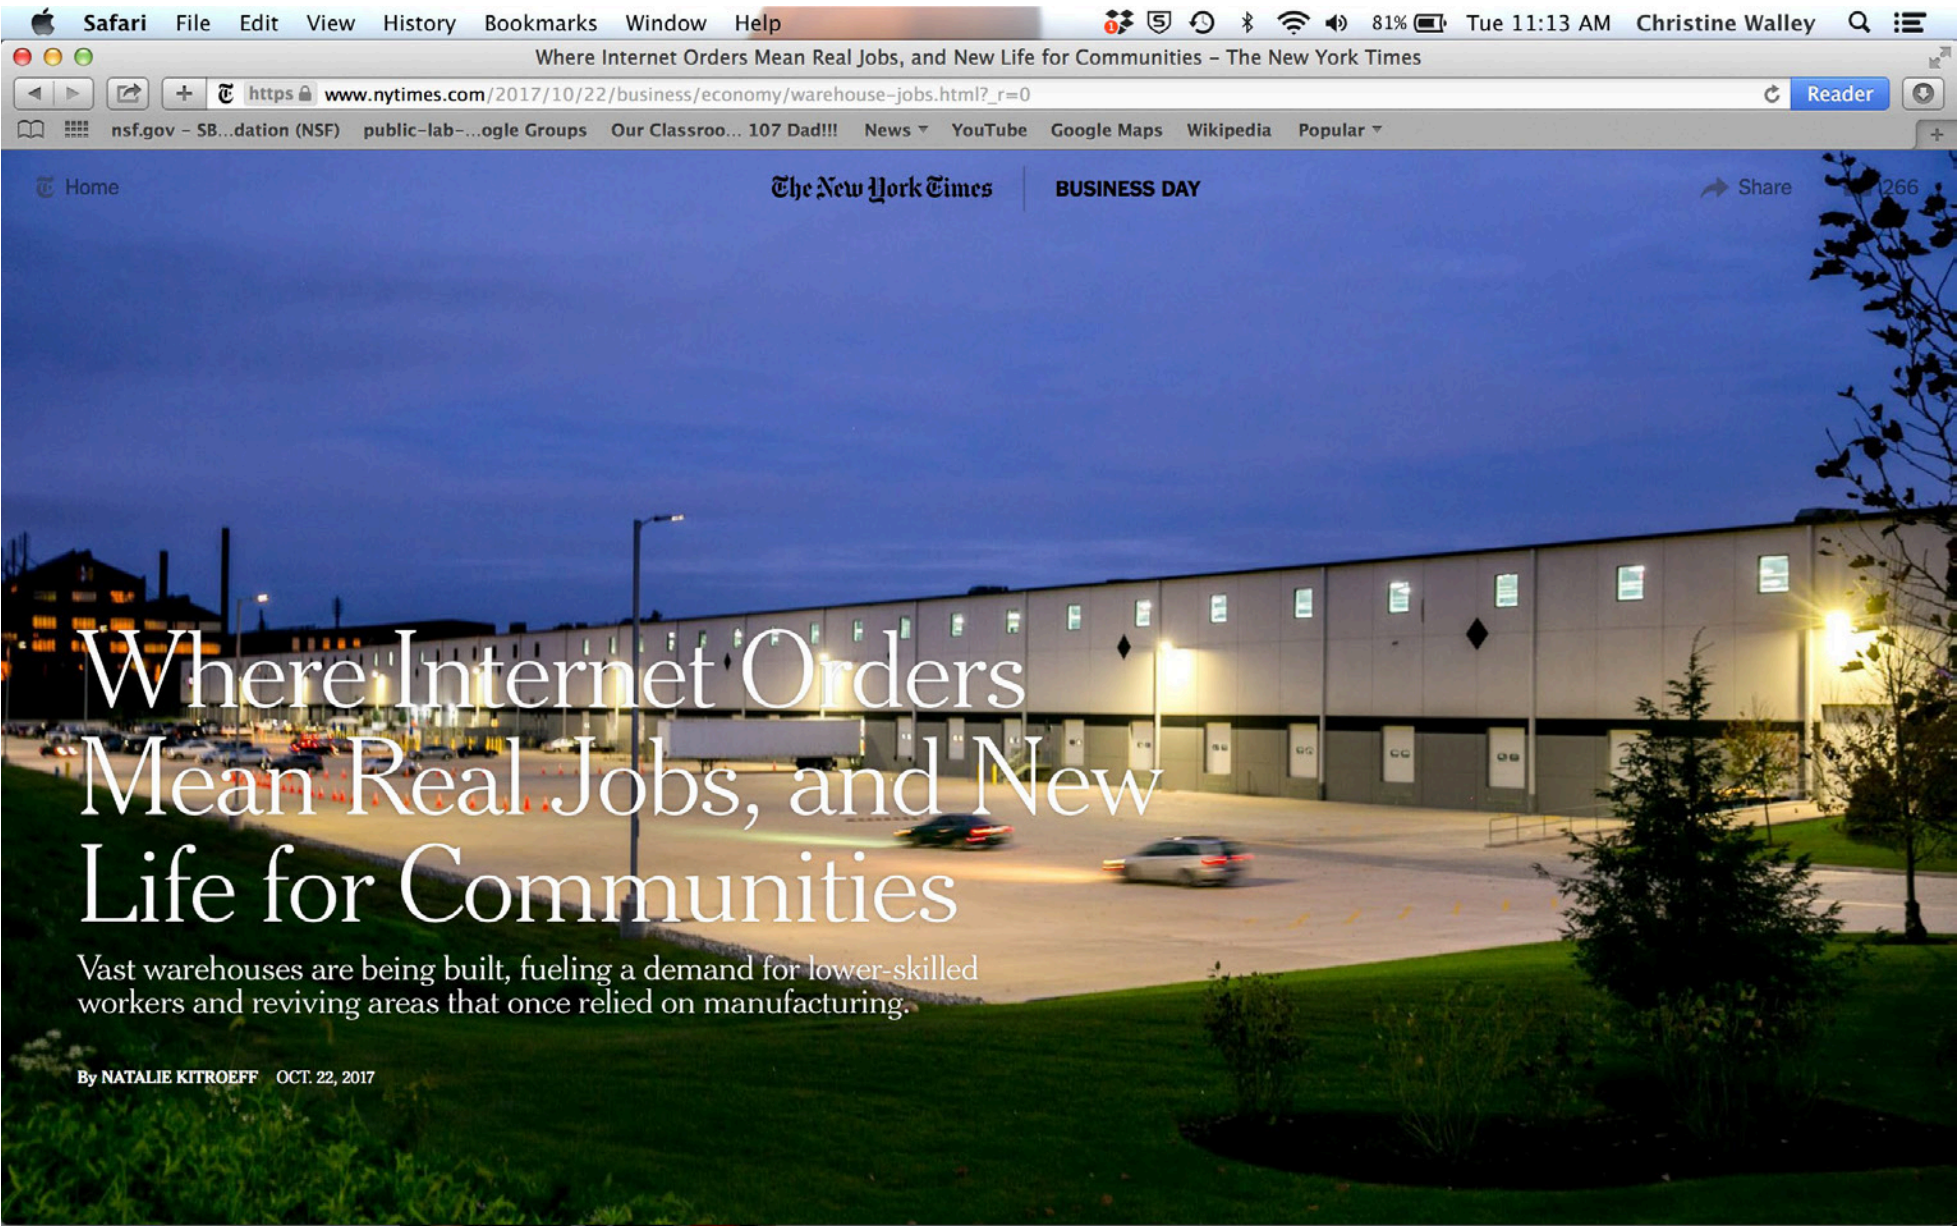 Safari File Edit View History Bookmarks Window Help 81% Tue 11:13 AM Christine Walley
Where Internet Orders Mean Real Jobs, and New Life for Communities – The New York Times
https www.nytimes.com/2017/10/22/business/economy/warehouse-jobs.html?_r=0 Reader
nsf.gov – SB...dation (NSF) public-lab-...ogle Groups Our Classroo... 107 Dad!!! News YouTube Google Maps Wikipedia Popular
Home The New York Times BUSINESS DAY Share 266
Where Internet Orders
Mean Real Jobs, and New
Life for Communities
Vast warehouses are being built, fueling a demand for lower-skilled
workers and reviving areas that once relied on manufacturing.
By NATALIE KITROEFF OCT. 22, 2017